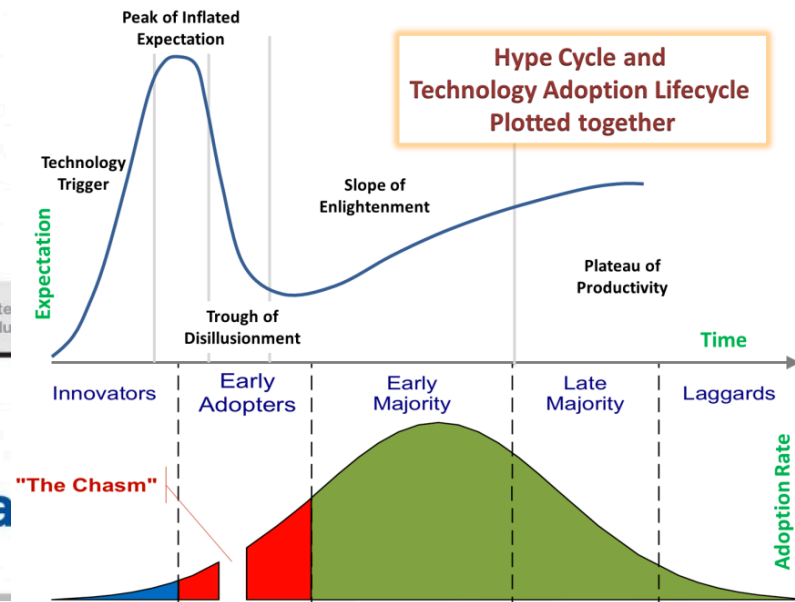 Peak of Inflated
Expectation
Hype Cycle and
Technology Adoption Lifecycle
Plotted together
Technology
Trigger
Slope of
Enlightenment
Expectation
Plateau of
Productivity
Trough of
Disillusionment
Time
Innovators
Early
Adopters
Early
Majority
Late
Majority
Laggards
"The Chasm"
Adoption Rate